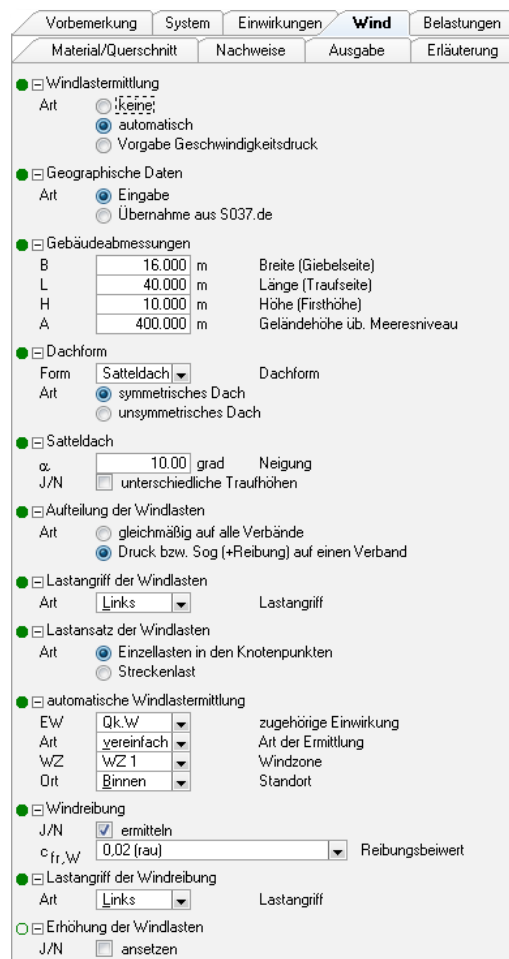 Vorbemerkung System Einwirkungen Wind Belastungen
Material/Querschnitt Nachweise Ausgabe Erläuterung
Windlastermittlung
Art keine
automatisch
Vorgabe Geschwindigkeitsdruck
Geographische Daten
Art Eingabe
Übernahme aus S037.de
Gebäudeabmessungen
B 16.000 m Breite (Giebelseite)
L 40.000 m Länge (Traufseite)
H 10.000 m Höhe (Firsthöhe)
A 400.000 m Geländehöhe üb. Meeresniveau
Dachform
Form Satteldach Dachform
Art symmetrisches Dach
unsymmetrisches Dach
Satteldach
α 10.00 grad Neigung
J/N unterschiedliche Traufhöhen
Aufteilung der Windlasten
Art gleichmäßig auf alle Verbände
Druck bzw. Sog (+Reibung) auf einen Verband
Lastangriff der Windlasten
Art Links Lastangriff
Lastansatz der Windlasten
Art Einzellasten in den Knotenpunkten
Streckenlast
automatische Windlastermittlung
EW Qk.W zugehörige Einwirkung
Art vereinfach Art der Ermittlung
WZ WZ 1 Windzone
Ort Binnen Standort
Windreibung
J/N ermitteln
cfr,W 0,02 (rau) Reibungsbeiwert
Lastangriff der Windreibung
Art Links Lastangriff
Erhöhung der Windlasten
J/N ansetzen